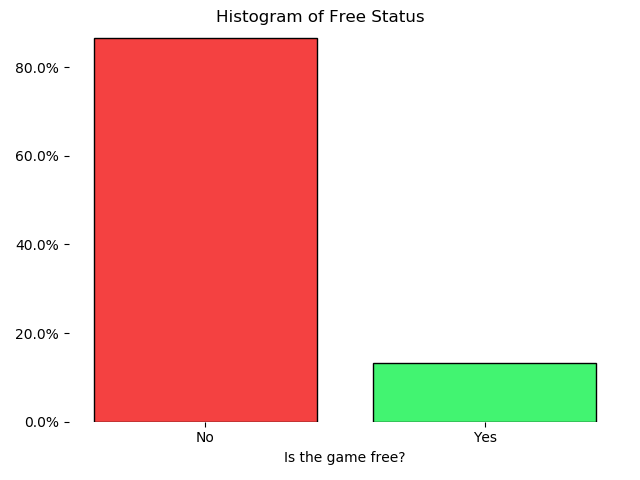 Histogram of Free Status
80.0%
60.0%
40.0%
20.0%
0.0%
No Yes
Is the game free?